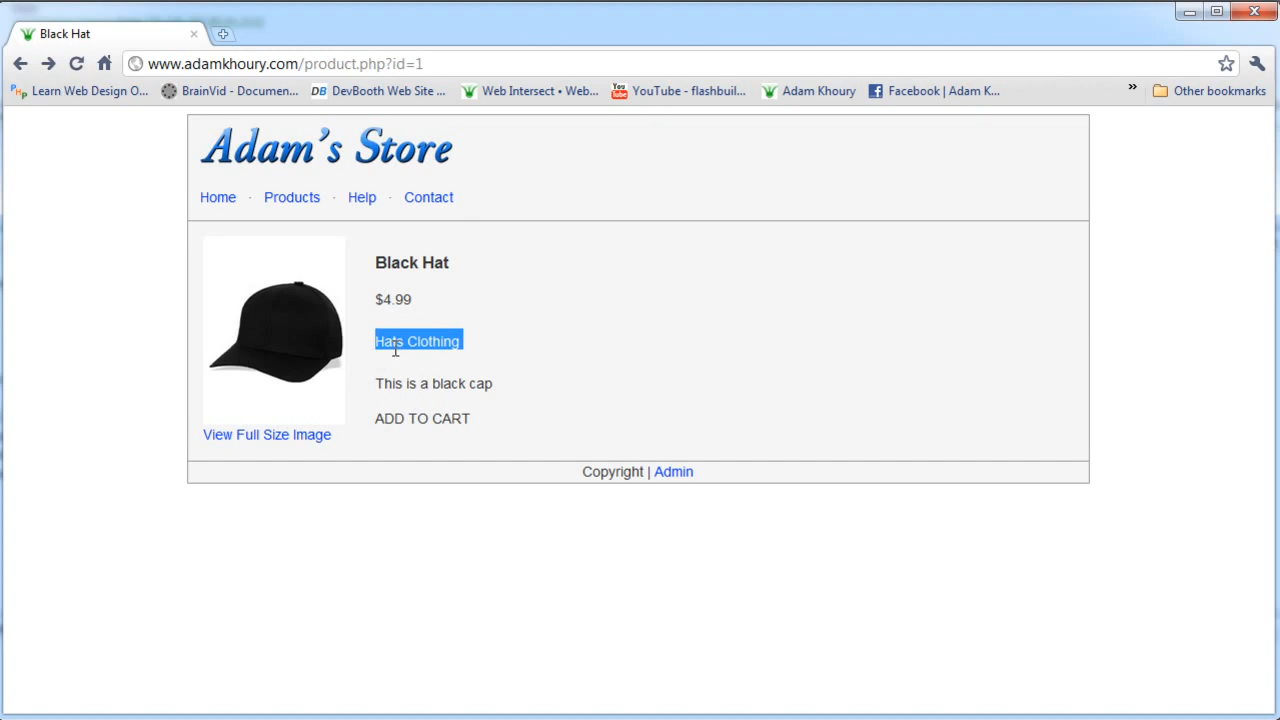 Black Hat
www.adamkhoury.com/product.php?id=1
Learn Web Design O... BrainVid - Documen... DB DevBooth Web Site ... Web Intersect • Web... YouTube - flashbuil... Adam Khoury Facebook | Adam K... » Other bookmarks
Adam's Store
Home · Products · Help · Contact
Black Hat
$4.99
Hats Clothing
This is a black cap
ADD TO CART
View Full Size Image
Copyright | Admin